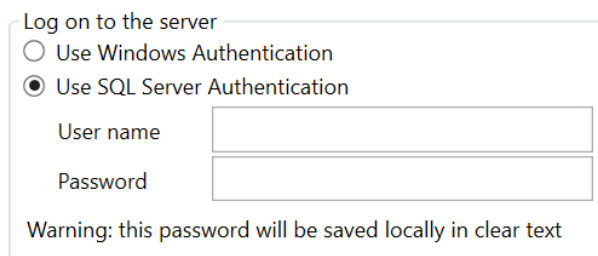 Log on to the server
Use Windows Authentication
Use SQL Server Authentication
User name
Password
Warning: this password will be saved locally in clear text